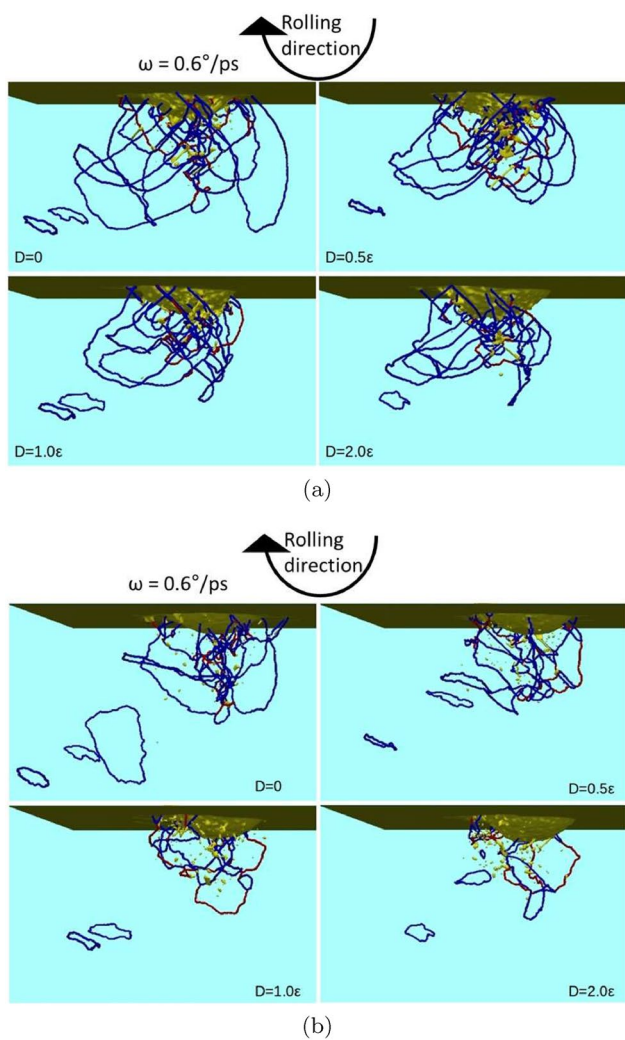 Rolling
direction
ω = 0.6°/ps
D=0
D=0.5ε
D=1.0ε
D=2.0ε
(a)
Rolling
direction
ω = 0.6°/ps
D=0
D=0.5ε
D=1.0ε
D=2.0ε
(b)